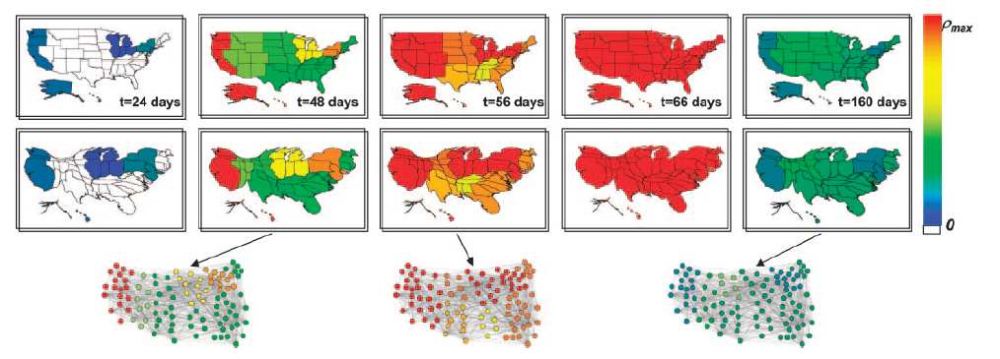 t=24 days
t=48 days
t=56 days
t=66 days
t=160 days
ρmax
0